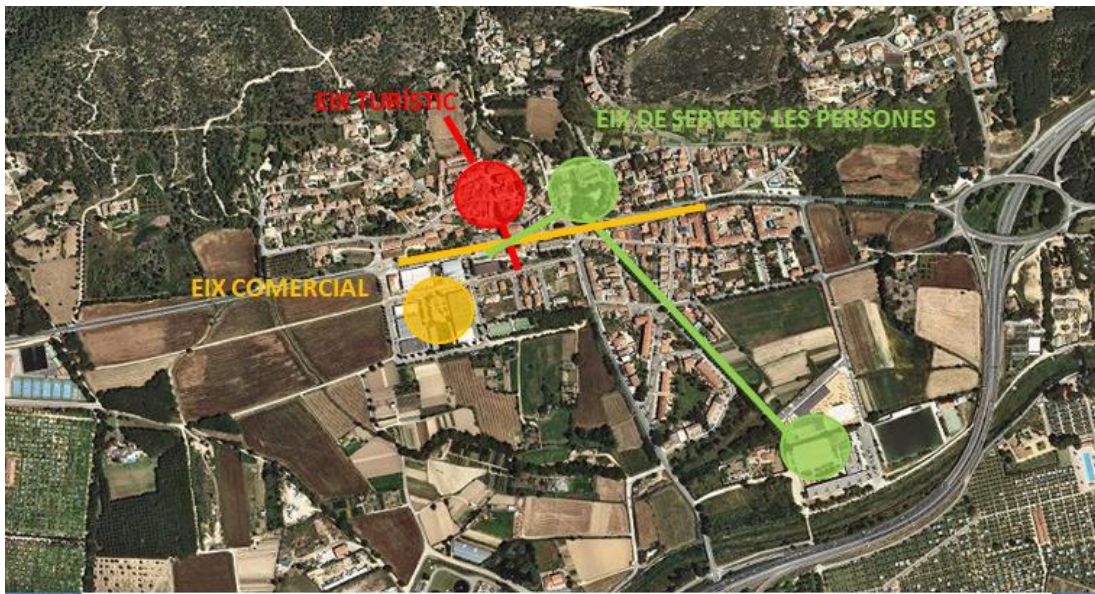 EIX TURÍSTIC
EIX DE SERVEIS LES PERSONES
EIX COMERCIAL